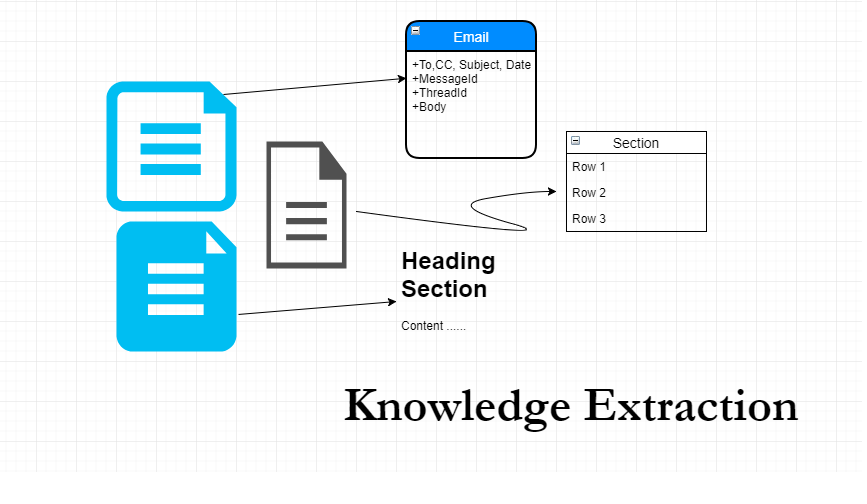 Email
+To,CC, Subject, Date
+MessageId
+ThreadId
+Body
Section
Row 1
Row 2
Row 3
Heading
Section
Content ......
Knowledge Extraction